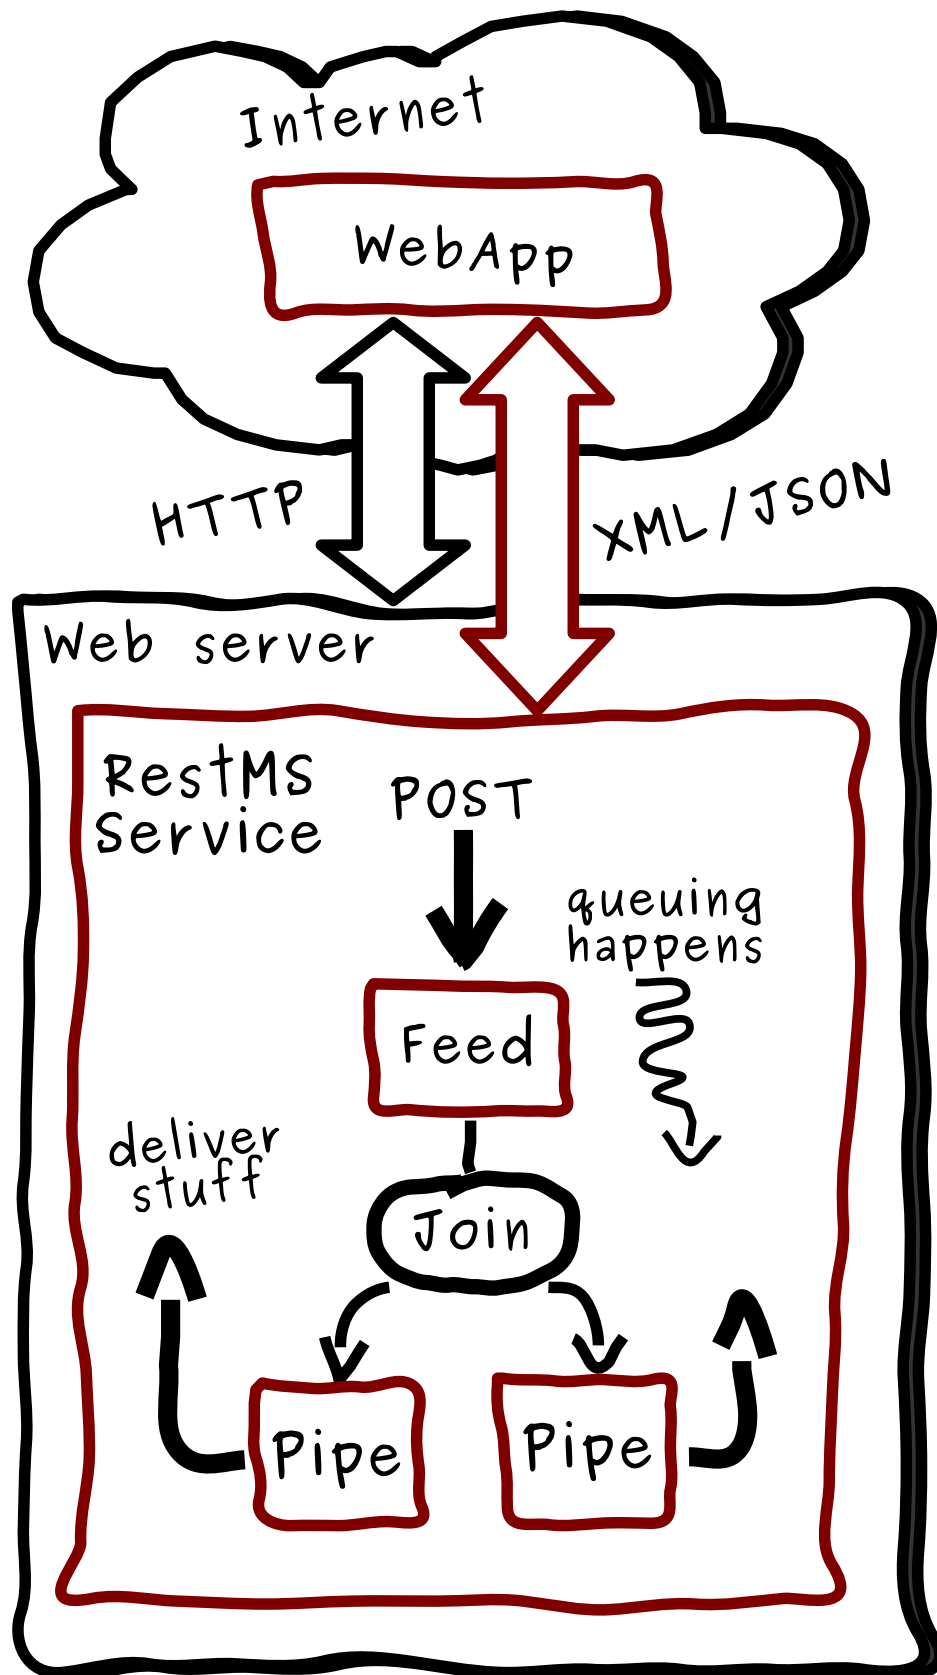 Internet
WebApp
HTTP
XML/JSON
Web server
RestMS
Service
POST
queuing
happens
Feed
deliver
stuff
Join
Pipe
Pipe